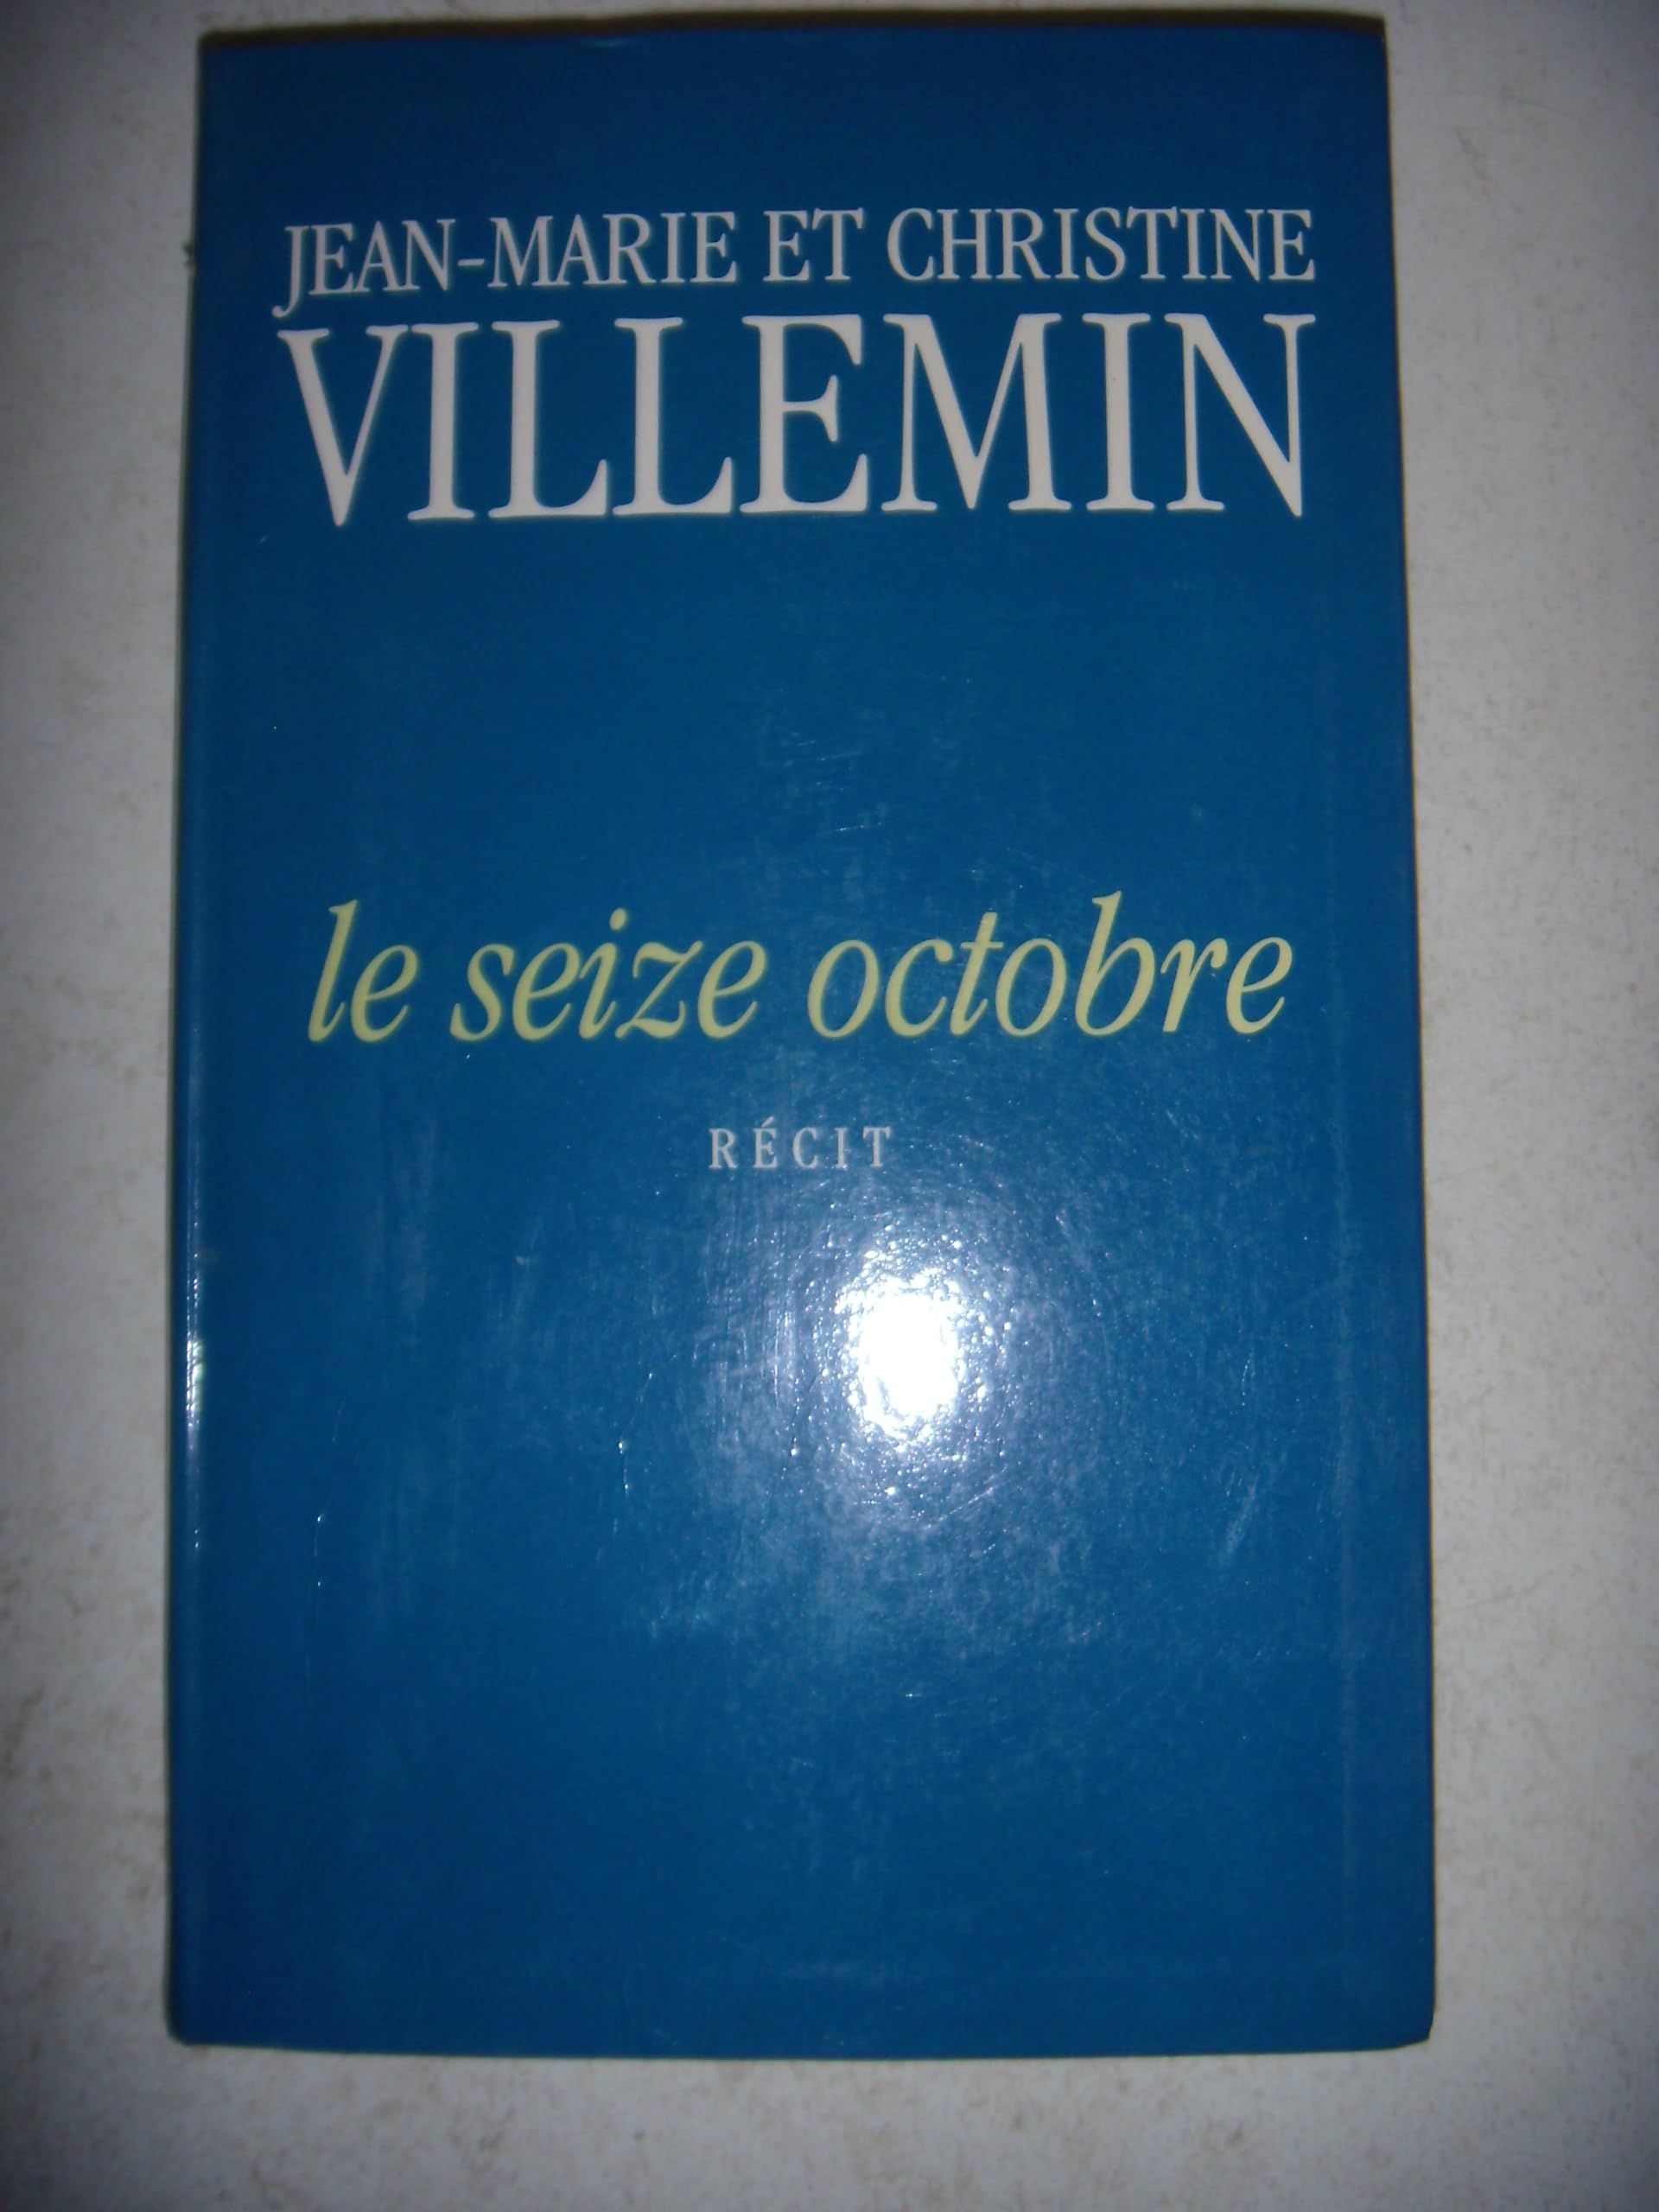 JEAN-MARIE ET CHRISTINE
VILLEMIN
le seize octobre
RÉCIT